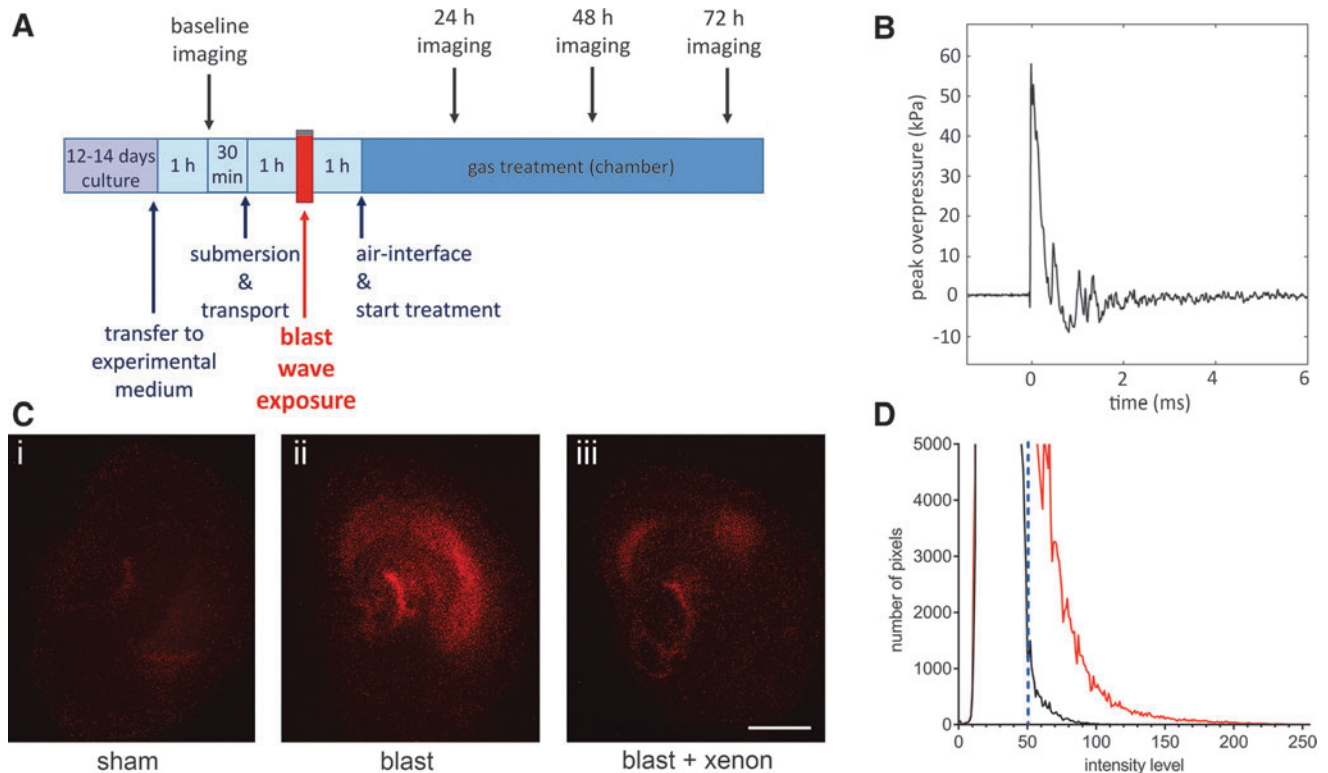 A
baseline
imaging
24 h
imaging
48 h
imaging
72 h
imaging
12-14 days
culture
1 h
30
min
1 h
1 h
gas treatment (chamber)
submersion
&
transport
air-interface
&
start treatment
transfer to
experimental
medium
blast
wave
exposure
B
peak overpressure (kPa)
60
50
40
30
20
10
0
-10
0
2
4
6
time (ms)
C
i
ii
iii
sham
blast
blast + xenon
D
number of pixels
5000
4000
3000
2000
1000
0
0
50
100
150
200
250
intensity level